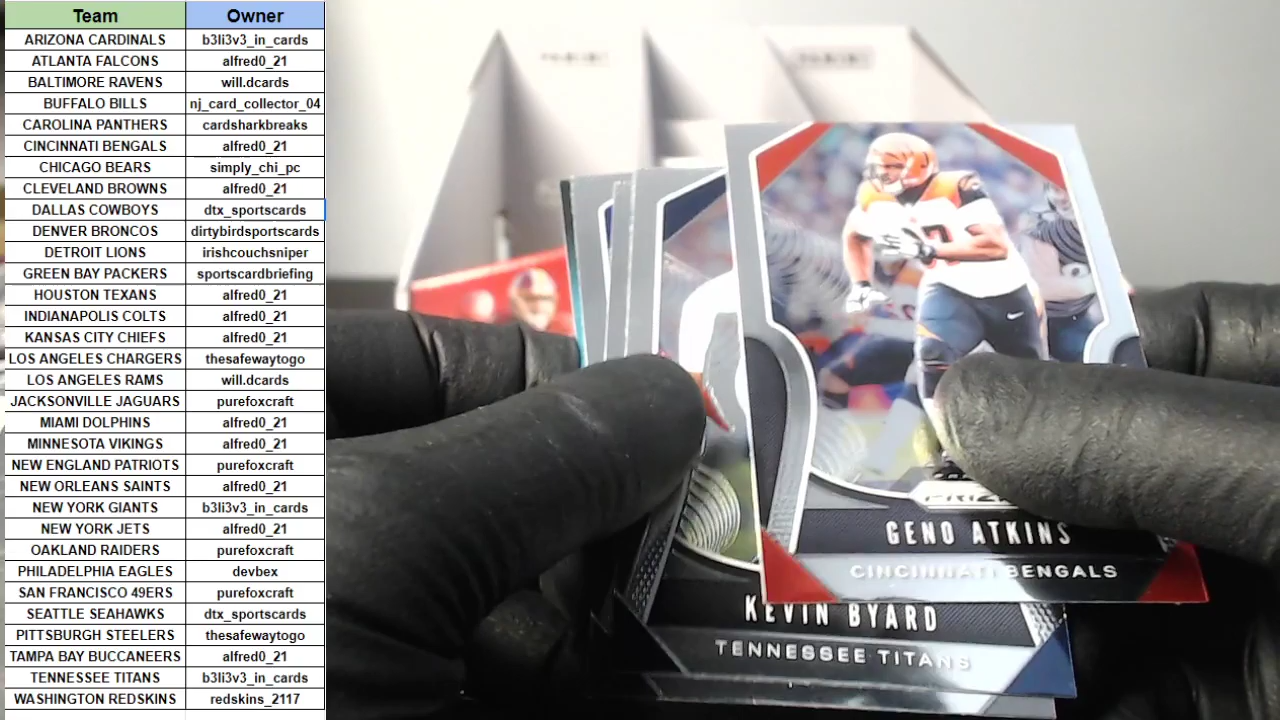 Team Owner
ARIZONA CARDINALS b3li3v3_in_cards
ATLANTA FALCONS alfred0_21
BALTIMORE RAVENS will.dcards
BUFFALO BILLS nj_card_collector_04
CAROLINA PANTHERS cardsharkbreaks
CINCINNATI BENGALS alfred0_21
CHICAGO BEARS simply_chi_pc
CLEVELAND BROWNS alfred0_21
DALLAS COWBOYS dtx_sportscards
DENVER BRONCOS dirtybirdsportscards
DETROIT LIONS irishcouchsniper
GREEN BAY PACKERS sportscardbriefing
HOUSTON TEXANS alfred0_21
INDIANAPOLIS COLTS alfred0_21
KANSAS CITY CHIEFS alfred0_21
LOS ANGELES CHARGERS thesafewaytogo
LOS ANGELES RAMS will.dcards
JACKSONVILLE JAGUARS purefoxcraft
MIAMI DOLPHINS alfred0_21
MINNESOTA VIKINGS alfred0_21
NEW ENGLAND PATRIOTS purefoxcraft
NEW ORLEANS SAINTS alfred0_21
NEW YORK GIANTS b3li3v3_in_cards
NEW YORK JETS alfred0_21
OAKLAND RAIDERS purefoxcraft
PHILADELPHIA EAGLES devbex
SAN FRANCISCO 49ERS purefoxcraft
SEATTLE SEAHAWKS dtx_sportscards
PITTSBURGH STEELERS thesafewaytogo
TAMPA BAY BUCCANEERS alfred0_21
TENNESSEE TITANS b3li3v3_in_cards
WASHINGTON REDSKINS redskins_2117
GENO ATKINS
CINCINNATI BENGALS
KEVIN BYARD
TENNESSEE TITANS